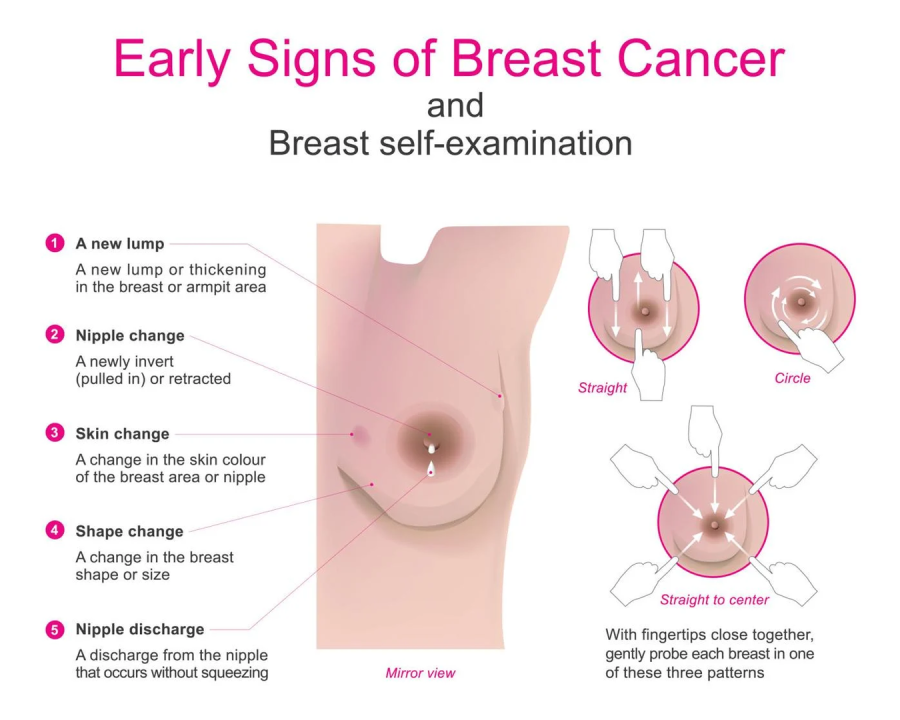 Early Signs of Breast Cancer
and
Breast self-examination
1 A new lump
A new lump or thickening
in the breast or armpit area
2 Nipple change
A newly invert
(pulled in) or retracted
3 Skin change
A change in the skin colour
of the breast area or nipple
4 Shape change
A change in the breast
shape or size
5 Nipple discharge
A discharge from the nipple
that occurs without squeezing
Mirror view
Straight
Circle
Straight to center
With fingertips close together,
gently probe each breast in one
of these three patterns